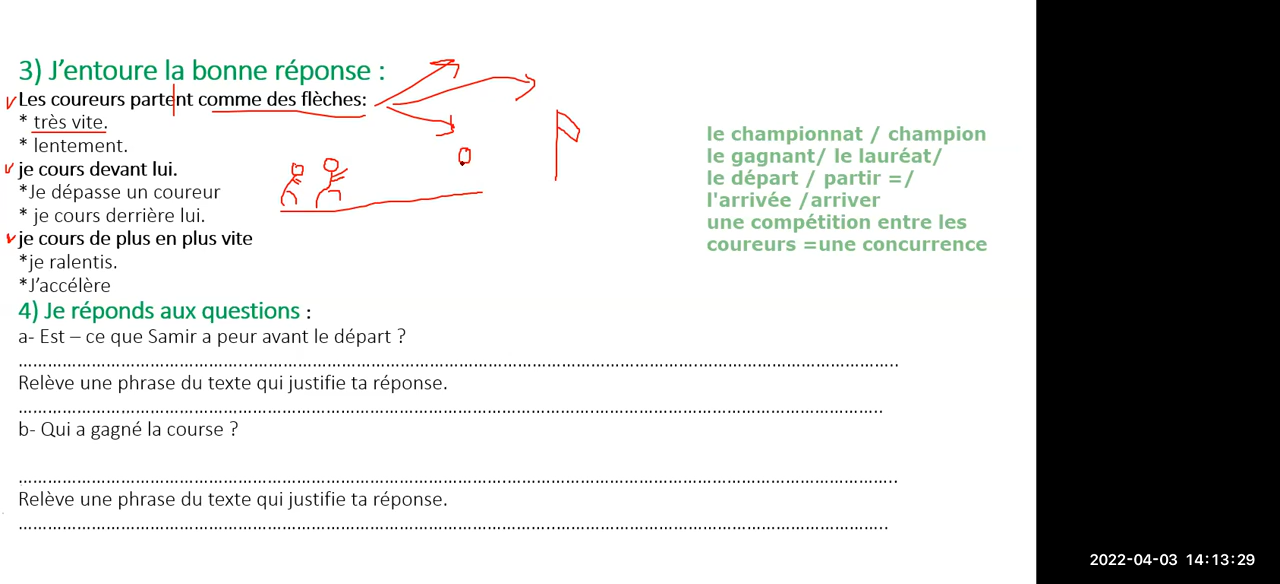 3) J'entoure la bonne réponse :
Les coureurs partent comme des flèches:
* très vite.
* lentement.
je cours devant lui.
*Je dépasse un coureur
* je cours derrière lui.
je cours de plus en plus vite
*je ralentis.
*J'accélère
4) Je réponds aux questions :
a- Est – ce que Samir a peur avant le départ ?
………………………………………………………………………………………………………………………………..
Relève une phrase du texte qui justifie ta réponse.
……………………………………………………………………………………………………………………………..
b- Qui a gagné la course ?
………………………………………………………………………………………………………………………………..
Relève une phrase du texte qui justifie ta réponse.
………………………………………………………………………………………………………………………………
le championnat / champion
le gagnant/ le lauréat/
le départ / partir =/
l'arrivée /arriver
une compétition entre les
coureurs =une concurrence
2022-04-03 14:13:29